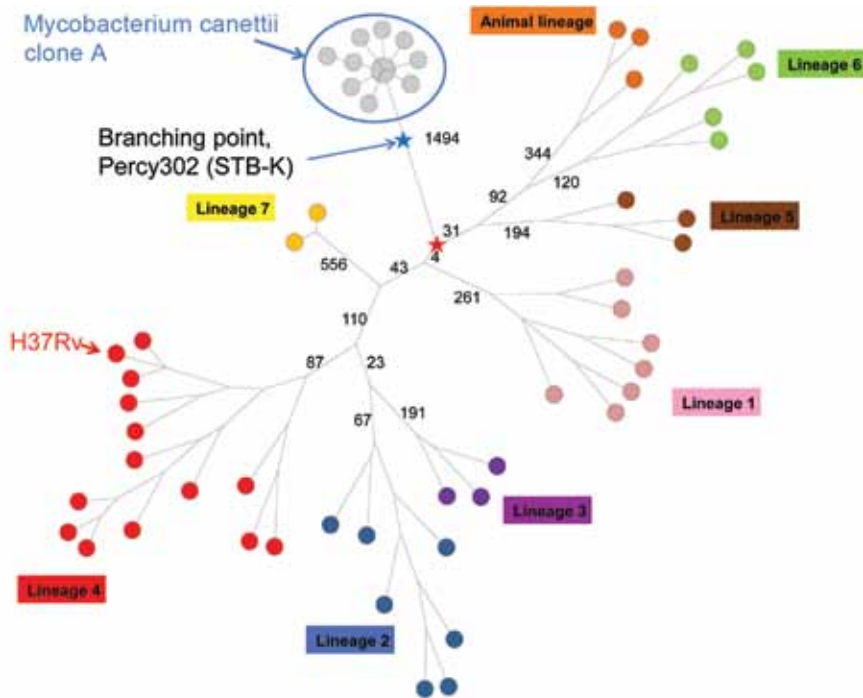 Mycobacterium canettii
clone A
Animal lineage
Lineage 6
Branching point,
Percy302 (STB-K)
1494
344
120
92
Lineage 7
Lineage 5
31
194
4
43
556
261
110
H37Rv
87
23
Lineage 1
67
191
Lineage 3
Lineage 4
Lineage 2